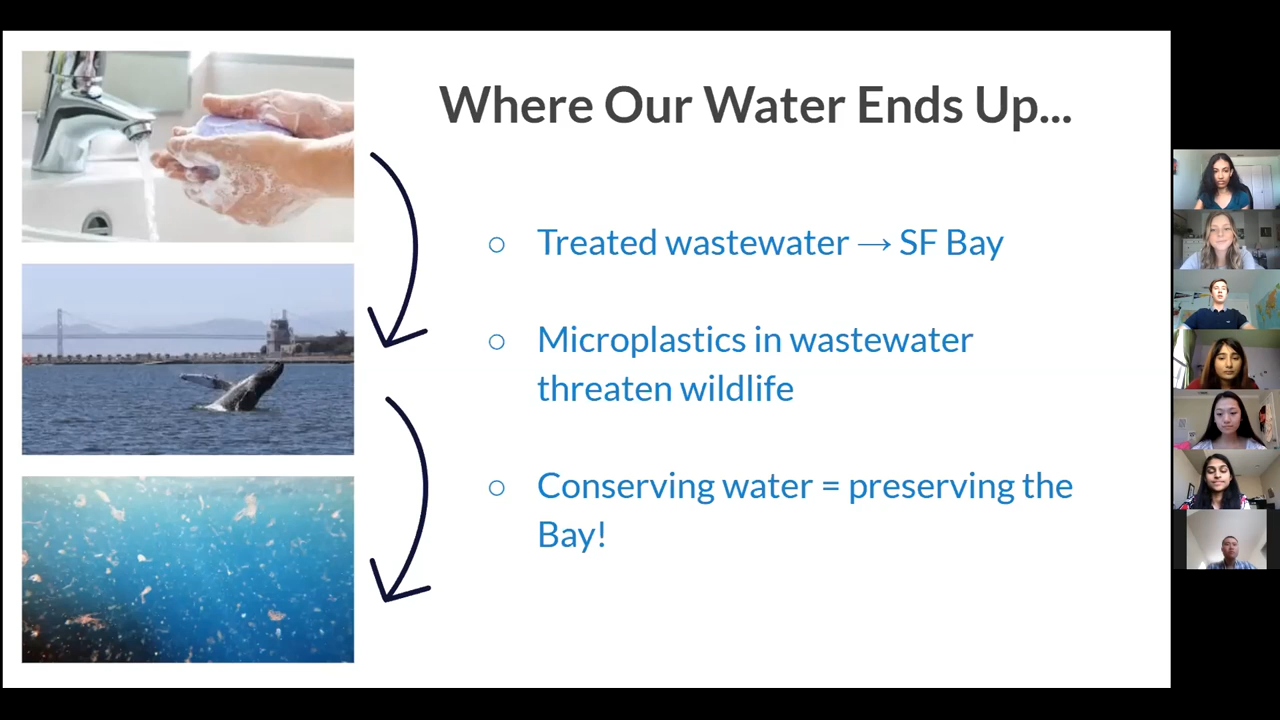 Where Our Water Ends Up...
○ Treated wastewater → SF Bay
○ Microplastics in wastewater
threaten wildlife
○ Conserving water = preserving the
Bay!